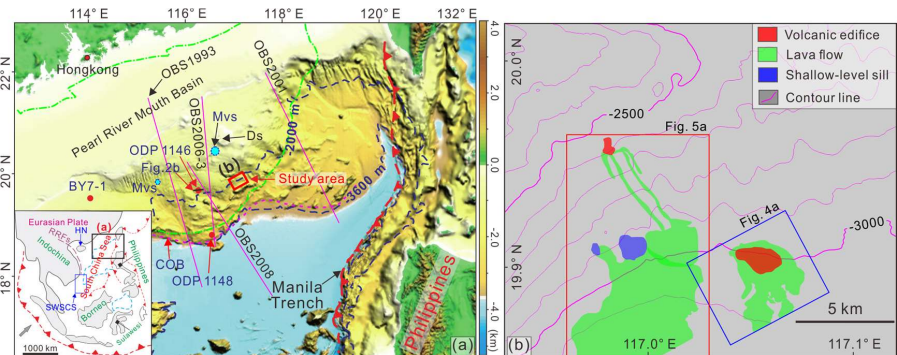 114° E
116° E
118° E
120° E
132° E
22° N
20° N
18° N
Hongkong
OBS1993
OBS2001
Pearl River Mouth Basin
OBS2006-3
Mvs
Ds
2000 m
ODP 1146
(b)
Fig.2b
Study area
Mvs
BY7-1
3600 m
OBS2008
COB
ODP 1148
Manila
Trench
Philippines
(a)
Eurasian Plate
HN
(a)
RRFs
Indochina
South China Sea
Philippines
SWSCS
Borneo
Sulawesi
1000 km
4.0
2.0
0.0
-2.0
-4.0
(km)
20.0° N
19.9° N
Volcanic edifice
Lava flow
Shallow-level sill
Contour line
-2500
Fig. 5a
Fig. 4a
-3000
5 km
(b)
117.0° E
117.1° E